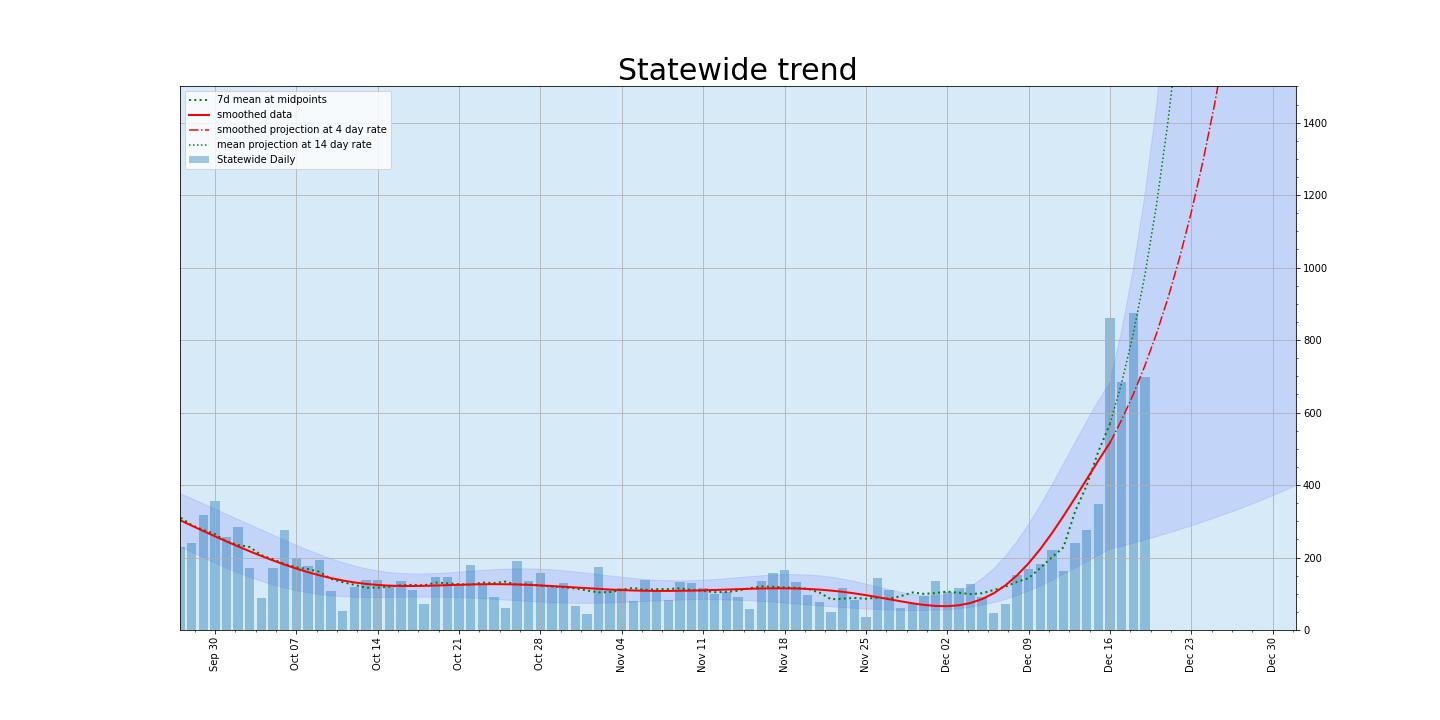 Statewide trend
7d mean at midpoints
smoothed data
smoothed projection at 4 day rate
mean projection at 14 day rate
Statewide Daily
1400
1200
1000
800
600
400
200
0
Sep 30
Oct 07
Oct 14
Oct 21
Oct 28
Nov 04
Nov 11
Nov 18
Nov 25
Dec 02
Dec 09
Dec 16
Dec 23
Dec 30